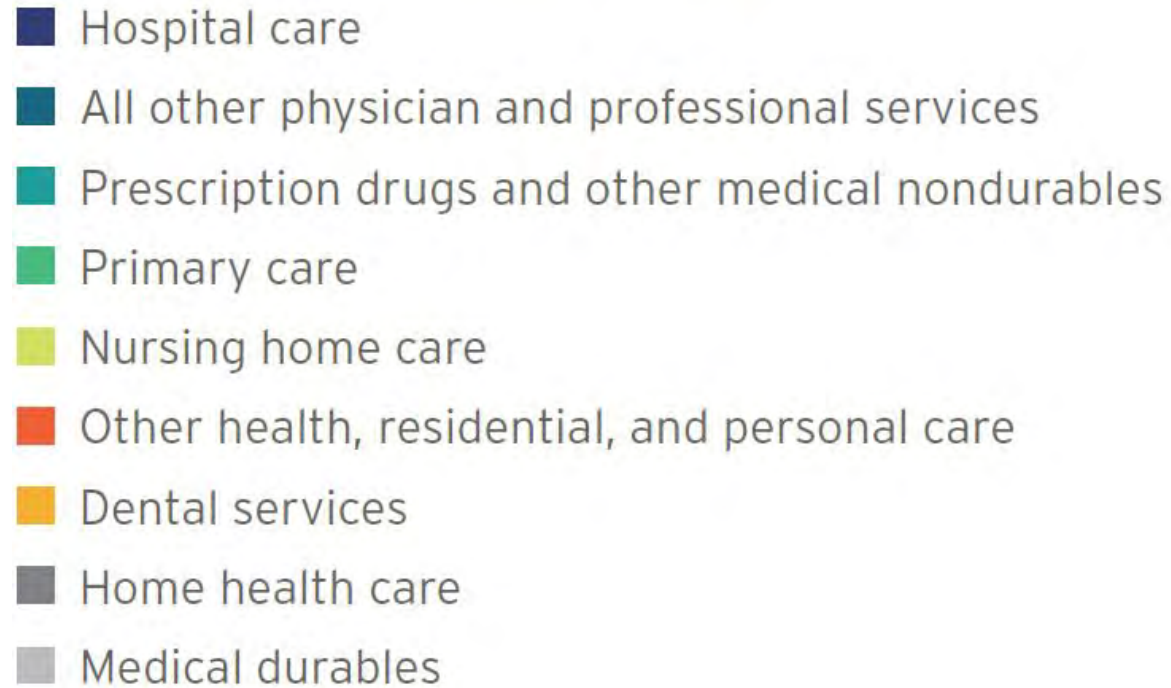 Hospital care
All other physician and professional services
Prescription drugs and other medical nondurables
Primary care
Nursing home care
Other health, residential, and personal care
Dental services
Home health care
Medical durables